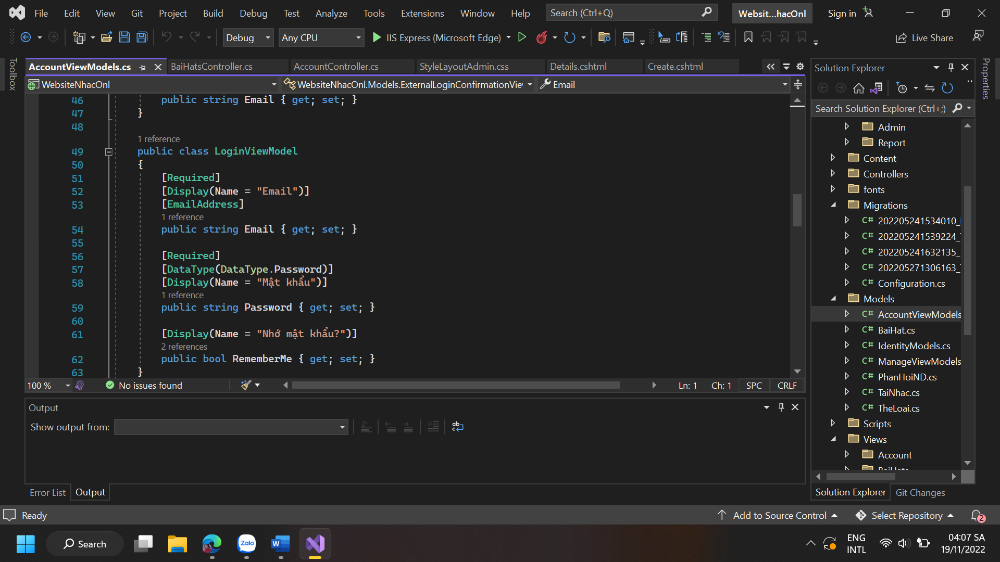 File Edit View Git Project Build Debug Test Analyze Tools Extensions Window Help Search (Ctrl+Q) Websit...hacOnl Sign in
Debug Any CPU IIS Express (Microsoft Edge) Live Share
Toolbox
AccountViewModels.cs BaiHatsController.cs AccountController.cs StyleLayoutAdmin.css Details.cshtml Create.cshtml
WebsiteNhacOnl WebsiteNhacOnl.Models.ExternalLoginConfirmationVie Email
46 public string Email { get; set; }
47 }
48
1 reference
49 public class LoginViewModel
50 {
51 [Required]
52 [Display(Name = "Email")]
53 [EmailAddress]
1 reference
54 public string Email { get; set; }
55
56 [Required]
57 [DataType(DataType.Password)]
58 [Display(Name = "Mật khẩu")]
1 reference
59 public string Password { get; set; }
60
61 [Display(Name = "Nhớ mật khẩu?")]
2 references
62 public bool RememberMe { get; set; }
63 }
100 % No issues found Ln: 1 Ch: 1 SPC CRLF
Output
Show output from:
Error List Output
Solution Explorer
Properties
Search Solution Explorer (Ctrl+;)
Admin
Report
Content
Controllers
fonts
Migrations
C# 202205241534010_
C# 202205241539224_
C# 202205241632135_
C# 202205271306163_
C# Configuration.cs
Models
C# AccountViewModels
C# BaiHat.cs
C# IdentityModels.cs
C# ManageViewModels
C# PhanHoiND.cs
C# TaiNhac.cs
C# TheLoai.cs
Scripts
Views
Account
BaiHats
Solution Explorer Git Changes
Ready Add to Source Control Select Repository 2
Search Zalo W ENG INTL 04:07 SA
19/11/2022